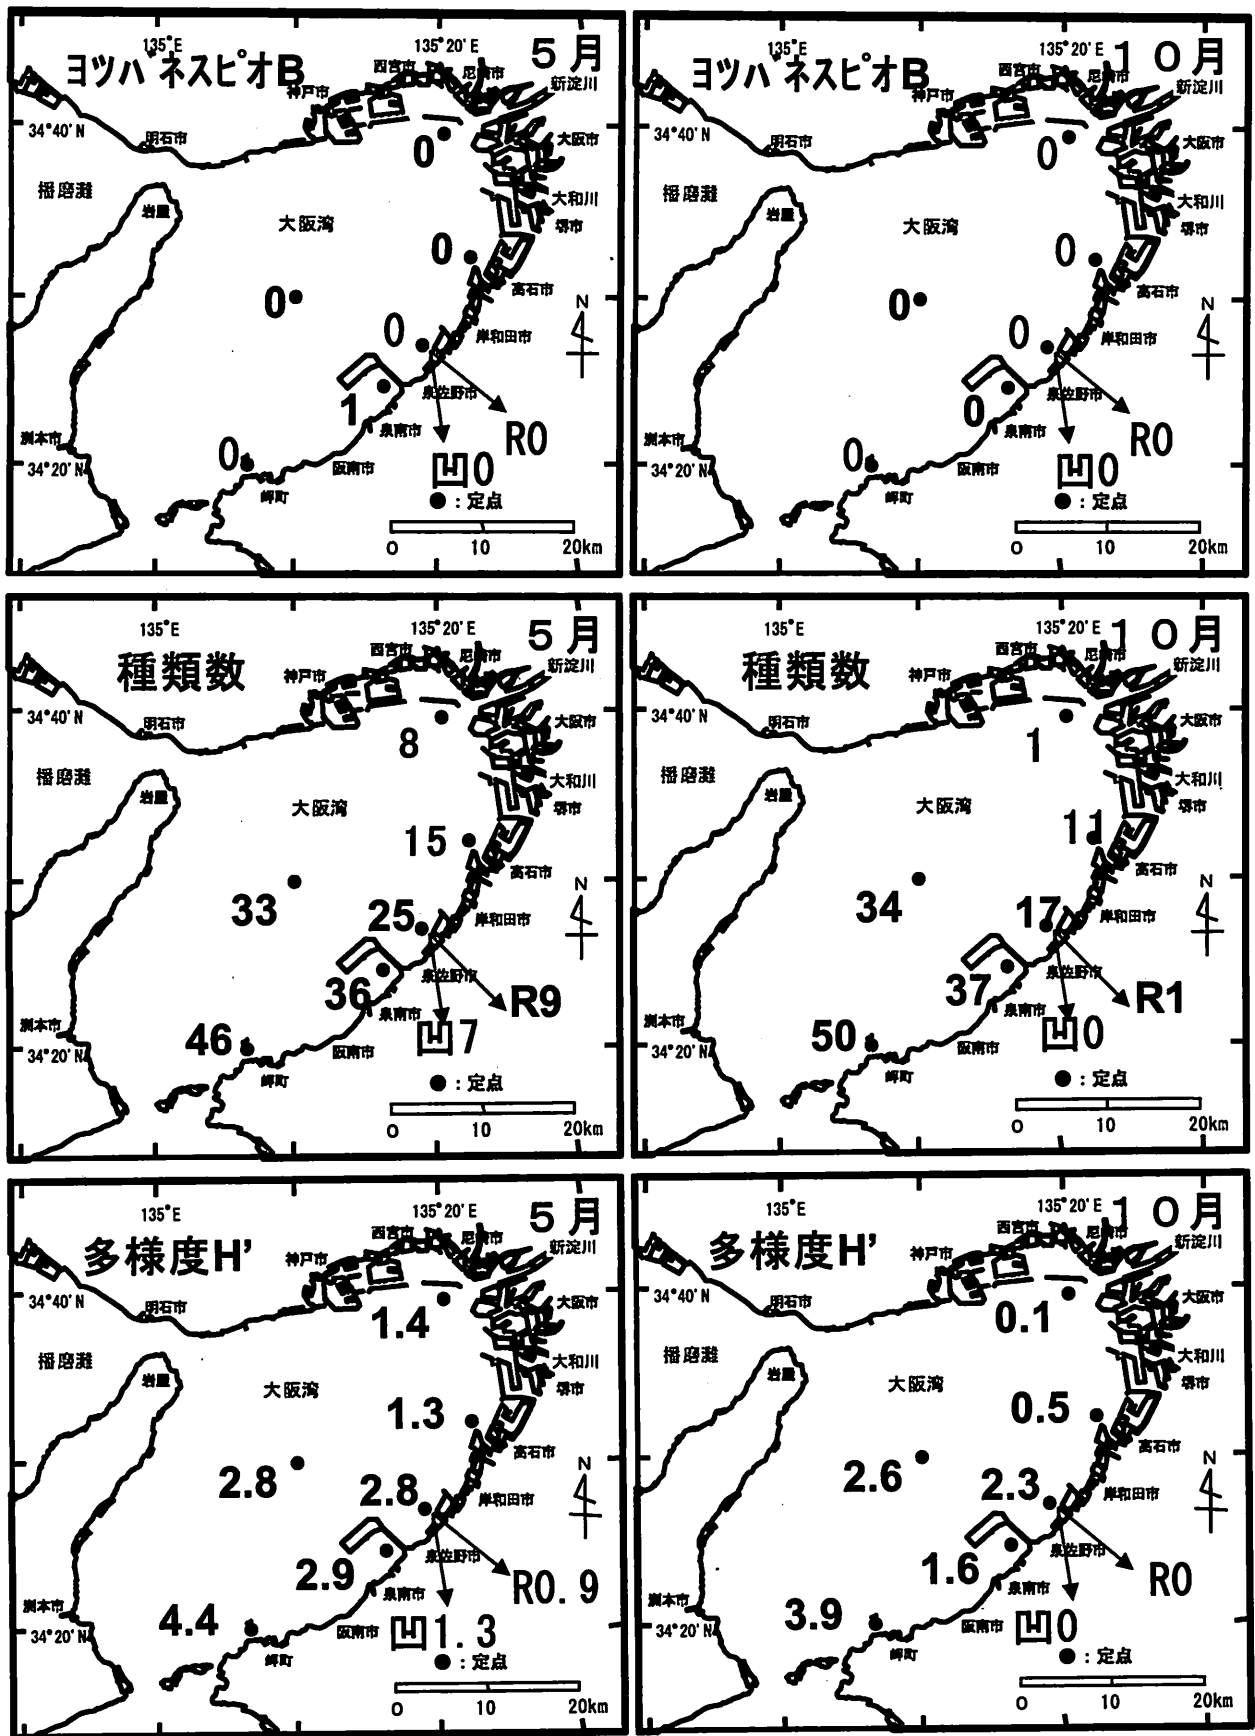 135°E
135°20'E
5月
ヨツバネスピオB
西宮市
尼崎市
新淀川
神戸市
34°40'N
明石市
大阪市
0
播磨灘
岩屋
大和川
大阪湾
堺市
0
高石市
0
N
0
岸和田市
泉佐野市
1
泉南市
R0
洲本市
0
阪南市
34°20'N
0
岬町
●:定点
0 10 20km
135°E
135°20'E
10月
ヨツバネスピオB
西宮市
尼崎市
新淀川
神戸市
34°40'N
明石市
大阪市
0
播磨灘
岩屋
大和川
大阪湾
堺市
0
高石市
0
N
0
岸和田市
泉佐野市
0
泉南市
R0
洲本市
0
阪南市
34°20'N
0
岬町
●:定点
0 10 20km
135°E
135°20'E
5月
種類数
西宮市
尼崎市
新淀川
神戸市
34°40'N
明石市
大阪市
8
播磨灘
岩屋
大和川
大阪湾
堺市
15
高石市
33
N
25
岸和田市
泉佐野市
36
泉南市
R9
洲本市
46
阪南市
34°20'N
7
岬町
●:定点
0 10 20km
135°E
135°20'E
10月
種類数
西宮市
尼崎市
新淀川
神戸市
34°40'N
明石市
大阪市
1
播磨灘
岩屋
大和川
大阪湾
堺市
11
高石市
34
N
17
岸和田市
泉佐野市
37
泉南市
R1
洲本市
50
阪南市
34°20'N
0
岬町
●:定点
0 10 20km
135°E
135°20'E
5月
多様度H'
西宮市
尼崎市
新淀川
神戸市
34°40'N
明石市
大阪市
1.4
播磨灘
岩屋
大和川
大阪湾
堺市
1.3
高石市
2.8
N
2.8
岸和田市
泉佐野市
2.9
泉南市
R0.9
洲本市
4.4
阪南市
34°20'N
1.3
岬町
●:定点
0 10 20km
135°E
135°20'E
10月
多様度H'
西宮市
尼崎市
新淀川
神戸市
34°40'N
明石市
大阪市
0.1
播磨灘
岩屋
大和川
大阪湾
堺市
0.5
高石市
2.6
N
2.3
岸和田市
泉佐野市
1.6
泉南市
R0
洲本市
3.9
阪南市
34°20'N
0
岬町
●:定点
0 10 20km